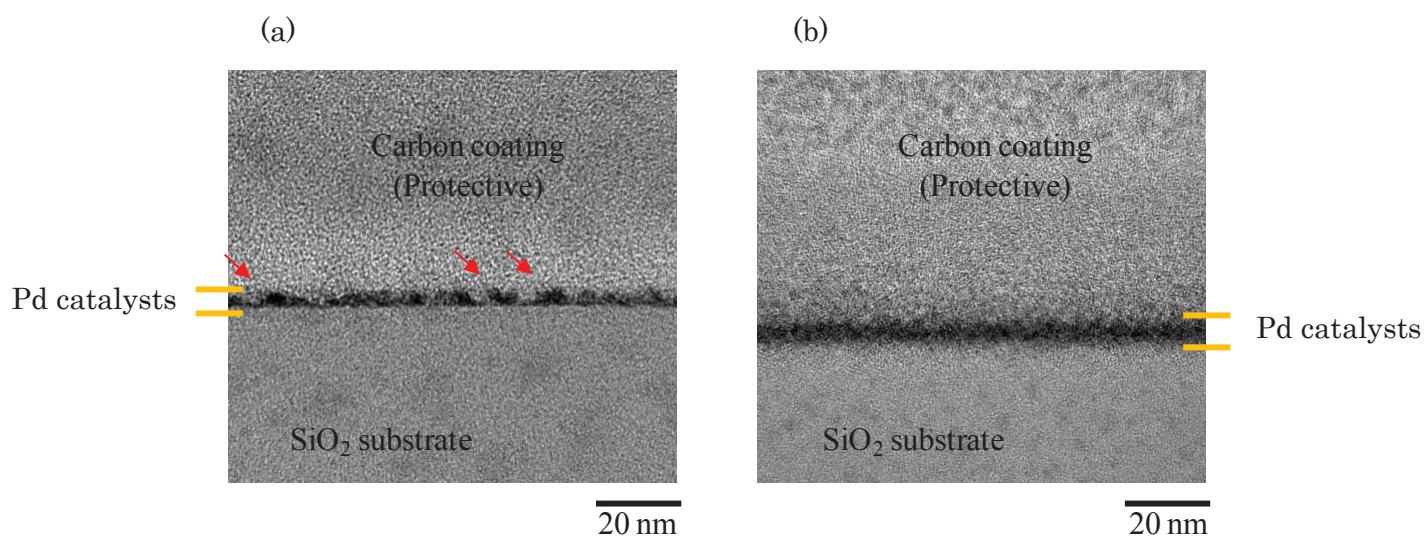 (a)
(b)
Carbon coating
(Protective)
Carbon coating
(Protective)
Pd catalysts
Pd catalysts
SiO₂ substrate
SiO₂ substrate
20 nm
20 nm